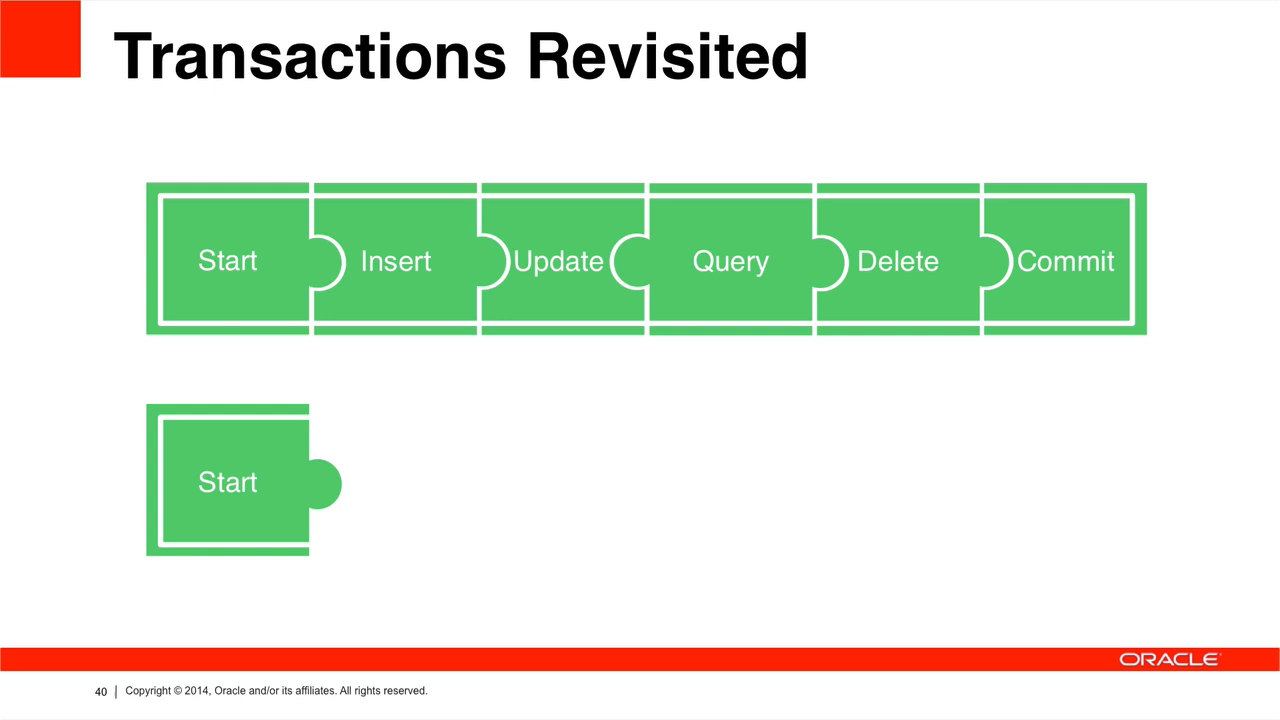 Transactions Revisited
Start Insert Update Query Delete Commit
Start
ORACLE
40 | Copyright © 2014, Oracle and/or its affiliates. All rights reserved.